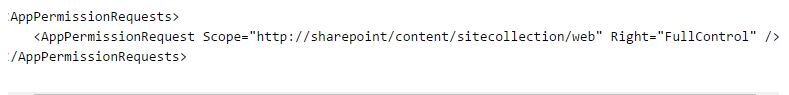 AppPermissionRequests>
<AppPermissionRequest Scope="http://sharepoint/content/sitecollection/web" Right="FullControl" />
/AppPermissionRequests>